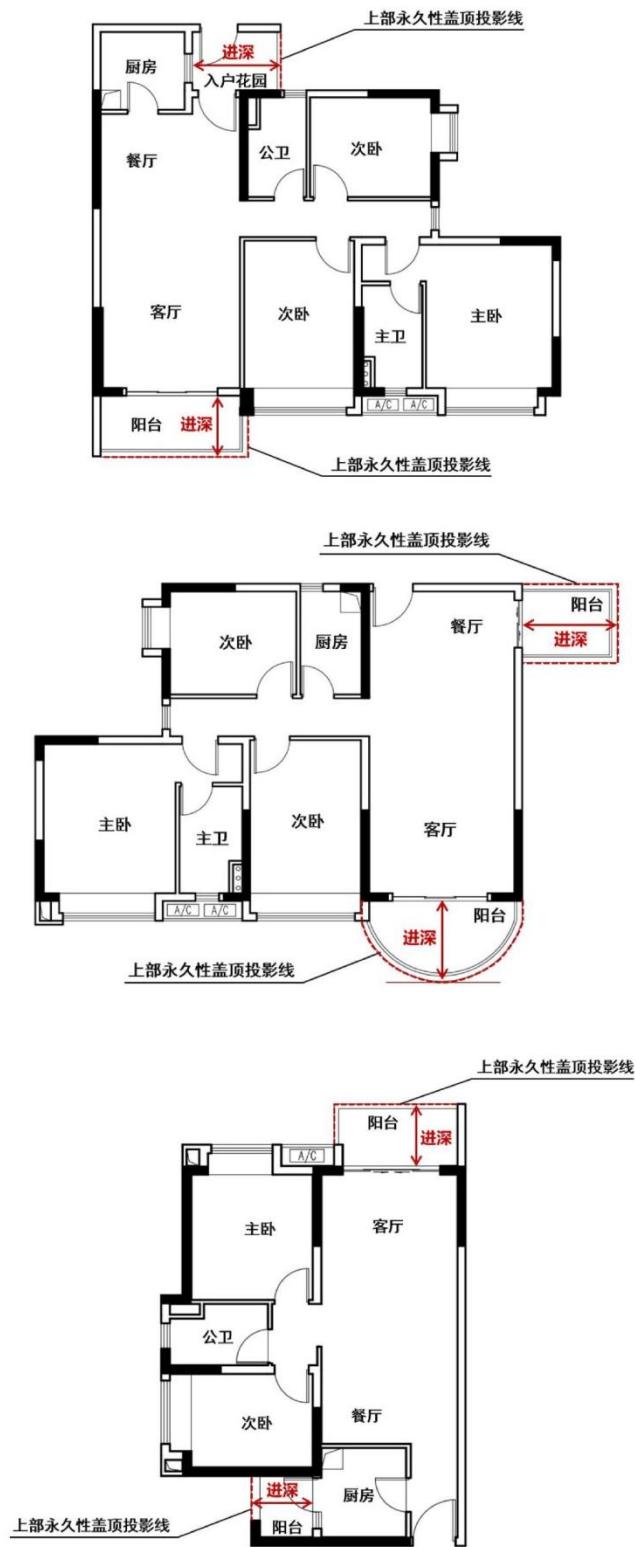 上部永久性盖顶投影线
厨房
进深
入户花园
餐厅
公卫
次卧
客厅
次卧
主卫
主卧
A/C
A/C
阳台
进深
上部永久性盖顶投影线
上部永久性盖顶投影线
阳台
次卧
厨房
餐厅
进深
主卧
主卫
次卧
客厅
A/C
A/C
阳台
进深
上部永久性盖顶投影线
上部永久性盖顶投影线
阳台
进深
A/C
主卧
客厅
公卫
次卧
餐厅
进深
厨房
阳台
上部永久性盖顶投影线